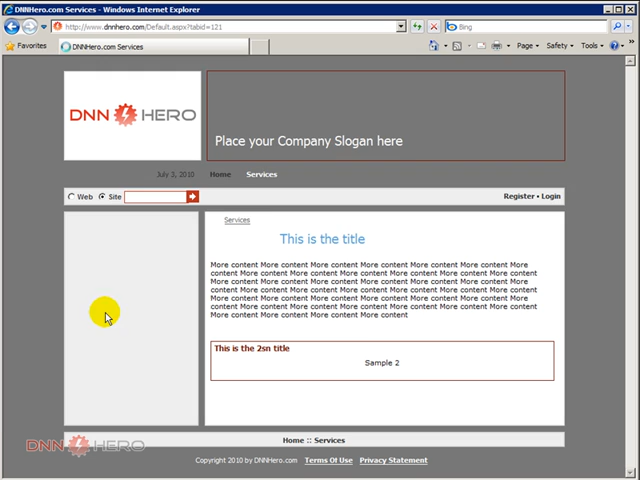 DNNHero.com Services - Windows Internet Explorer
http://www.dnnhero.com/Default.aspx?tabid=121
Bing
Favorites
DNNHero.com Services
Page
Safety
Tools
DNN HERO
Place your Company Slogan here
July 3, 2010
Home
Services
Web
Site
Register • Login
Services
This is the title
More content More content More content More content More content More
content More content More content More content More content More content
More content More content More content More content More content More
content More content More content More content More content More content
More content More content More content More content More content More
content More content More content More content More content More content
More content More content More content More content
This is the 2sn title
Sample 2
DNN HERO
Home :: Services
Copyright 2010 by DNNHero.com
Terms Of Use
Privacy Statement